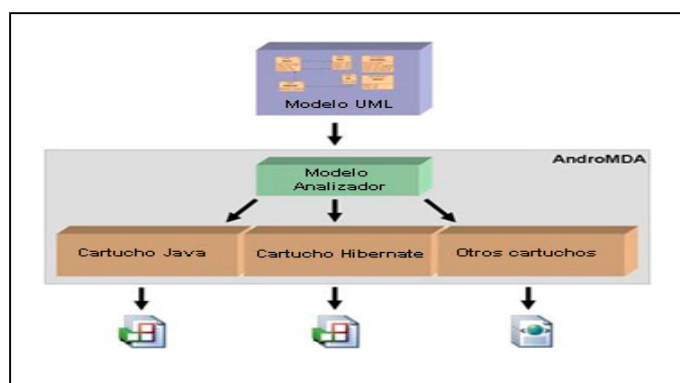 Modelo UML
AndroMDA
Modelo
Analizador
Cartucho Java
Cartucho Hibernate
Otros cartuchos